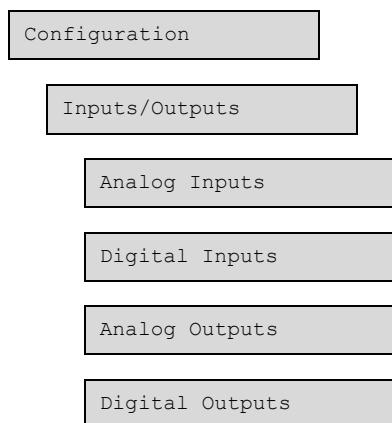 Configuration
Inputs/Outputs
Analog Inputs
Digital Inputs
Analog Outputs
Digital Outputs